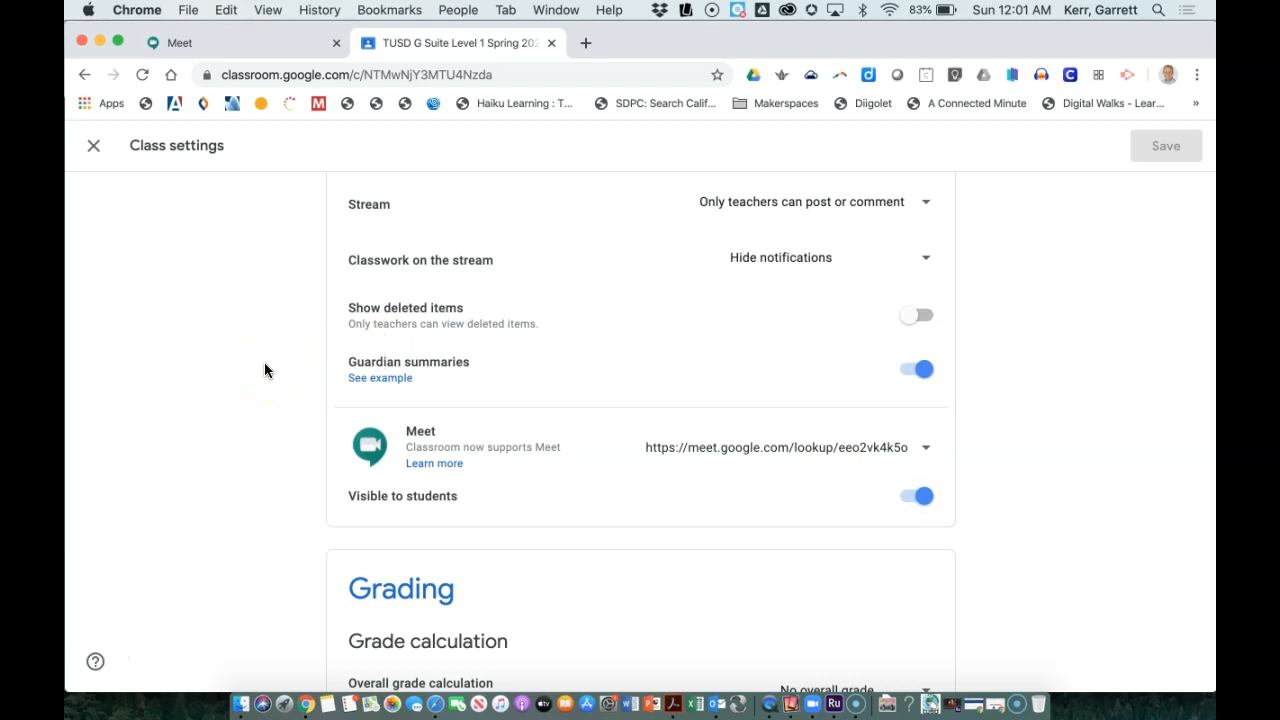 Chrome File Edit View History Bookmarks People Tab Window Help 83% Sun 12:01 AM Kerr, Garrett
Meet TUSD G Suite Level 1 Spring 202
classroom.google.com/c/NTMwNjY3MTU4Nzda
Apps Haiku Learning : T... SDPC: Search Calif... Makerspaces Diigolet A Connected Minute Digital Walks - Lear... »
Class settings Save
Stream Only teachers can post or comment
Classwork on the stream Hide notifications
Show deleted items
Only teachers can view deleted items.
Guardian summaries
See example
Meet
Classroom now supports Meet https://meet.google.com/lookup/eeo2vk4k5o
Learn more
Visible to students
Grading
Grade calculation
Overall grade calculation No overall grade